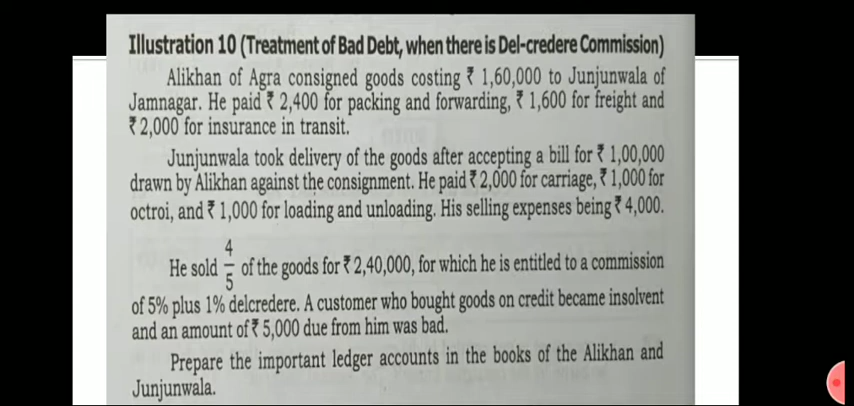 Illustration 10 (Treatment of Bad Debt, when there is Del-credere Commission)
Alikhan of Agra consigned goods costing ₹ 1,60,000 to Junjunwala of
Jamnagar. He paid ₹ 2,400 for packing and forwarding, ₹ 1,600 for freight and
₹ 2,000 for insurance in transit.
Junjunwala took delivery of the goods after accepting a bill for ₹ 1,00,000
drawn by Alikhan against the consignment. He paid ₹ 2,000 for carriage, ₹ 1,000 for
octroi, and ₹ 1,000 for loading and unloading. His selling expenses being ₹ 4,000.
He sold 4/5 of the goods for ₹ 2,40,000, for which he is entitled to a commission
of 5% plus 1% delcredere. A customer who bought goods on credit became insolvent
and an amount of ₹ 5,000 due from him was bad.
Prepare the important ledger accounts in the books of the Alikhan and
Junjunwala.